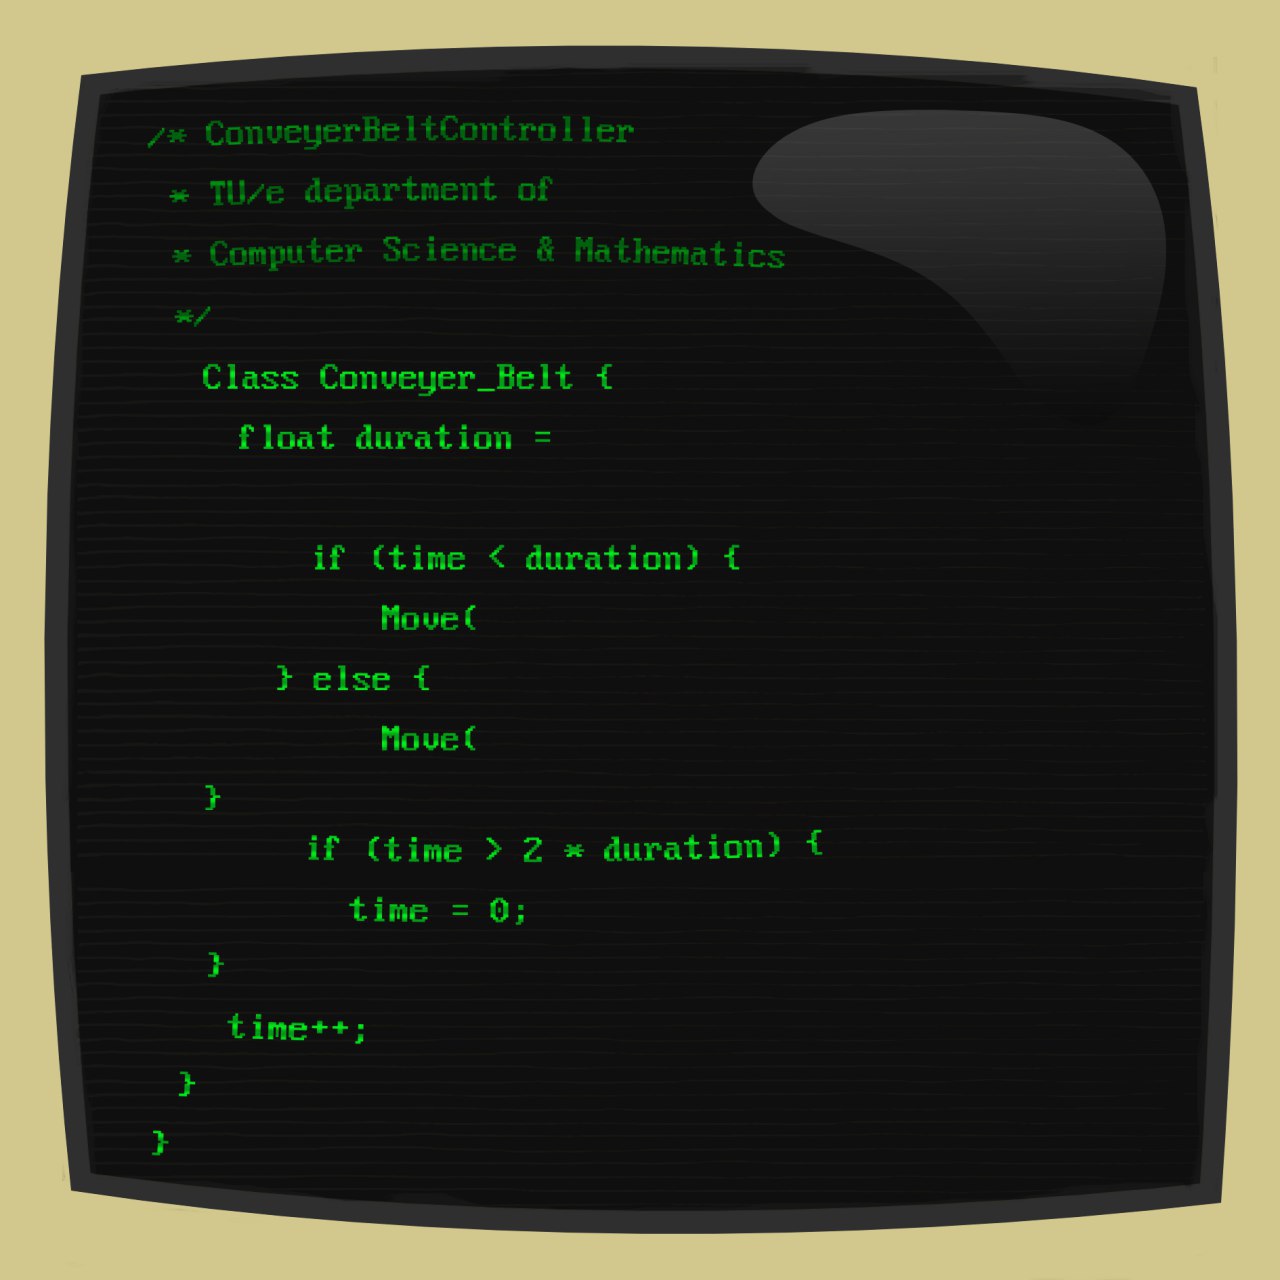 /* ConveyerBeltController
* TU/e department of
* Computer Science & Mathematics
*/
Class Conveyer_Belt {
float duration =
if (time < duration) {
Move(
} else {
Move(
}
if (time > 2 * duration) {
time = 0;
}
time++;
}
}